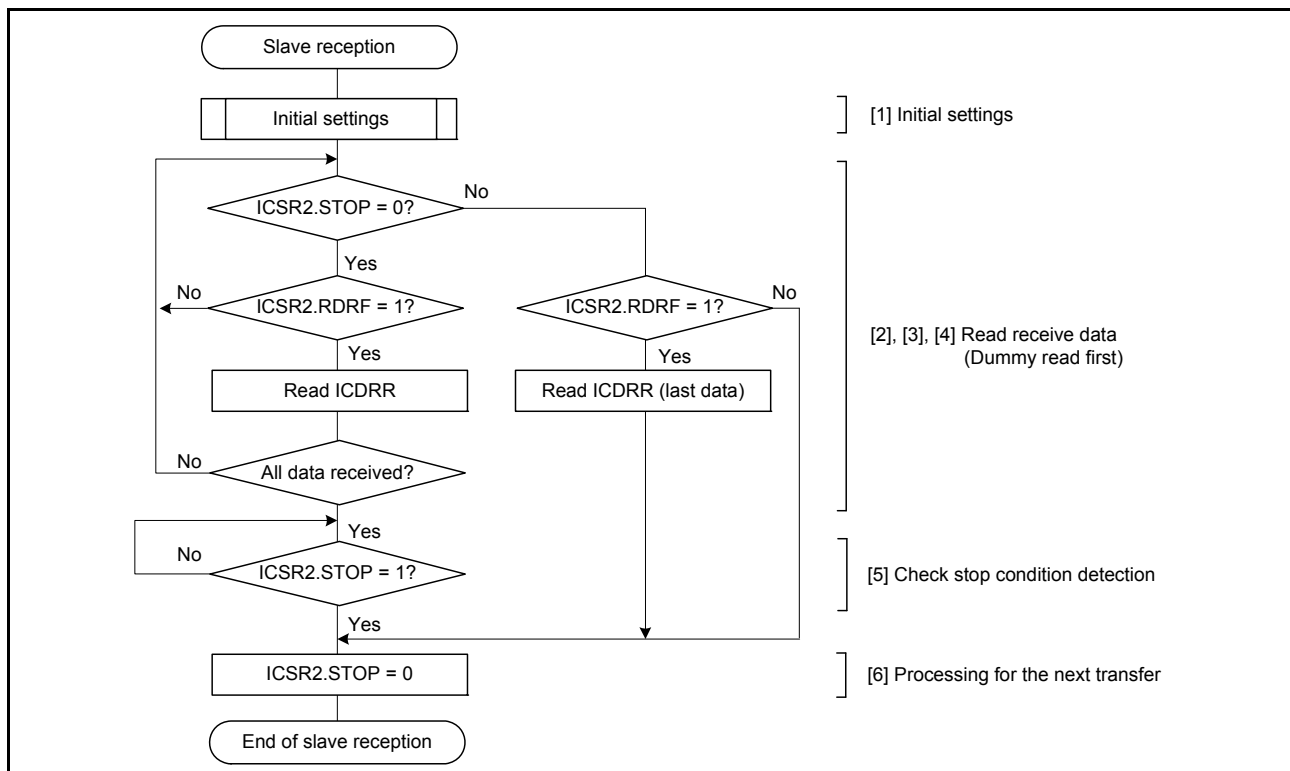 Slave reception
Initial settings
[1] Initial settings
No
ICSR2.STOP = 0?
Yes
No
ICSR2.RDRF = 1?
ICSR2.RDRF = 1?
No
[2], [3], [4] Read receive data
(Dummy read first)
Yes
Yes
Read ICDRR
Read ICDRR (last data)
No
All data received?
Yes
No
ICSR2.STOP = 1?
[5] Check stop condition detection
Yes
ICSR2.STOP = 0
[6] Processing for the next transfer
End of slave reception